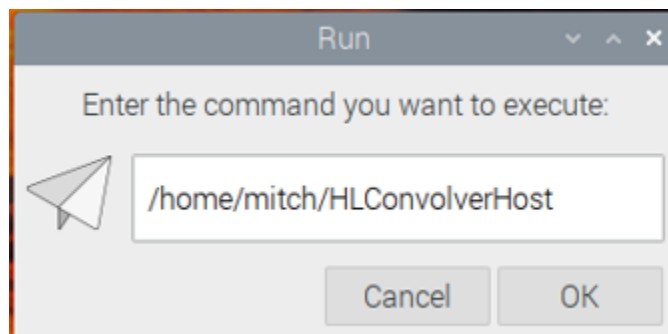 Run
Enter the command you want to execute:
/home/mitch/HLConvolverHost
Cancel OK